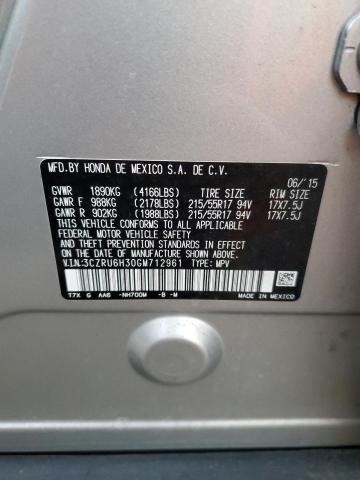 MFD.BY HONDA DE MEXICO S.A. DE C.V.
06/'15
GVWR 1890KG (4166LBS) TIRE SIZE RIM SIZE
GAWR F 988KG (2178LBS) 215/55R17 94V 17X7.5J
GAWR R 902KG (1988LBS) 215/55R17 94V 17X7.5J
THIS VEHICLE CONFORMS TO ALL APPLICABLE
FEDERAL MOTOR VEHICLE SAFETY STANDARDS IN EFFECT
ON THE DATE OF MANUFACTURE SHOWN ABOVE.
V.I.N:3CZRU6H30GM712961 TYPE: MPV
T7X G AA6 -NH700M -B -M MADE IN MEXICO